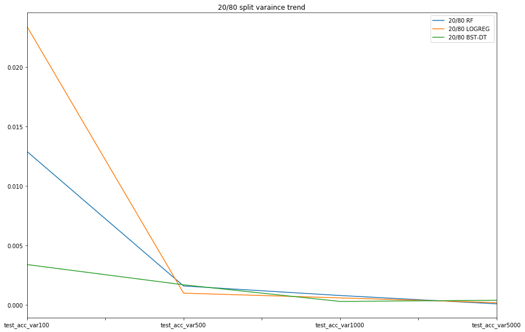 20/80 split varaince trend
20/80 RF
20/80 LOGREG
20/80 BST-DT
0.020
0.015
0.010
0.005
0.000
test_acc_var100 test_acc_var500 test_acc_var1000 test_acc_var5000